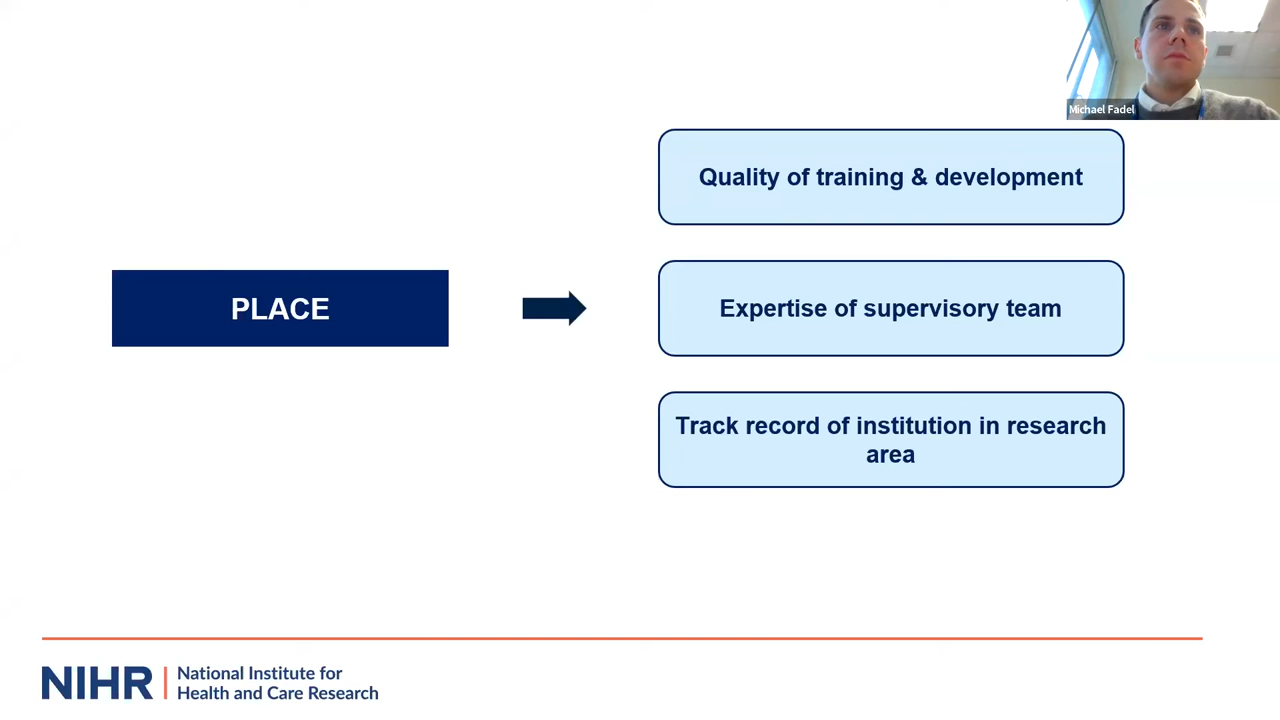 Michael Fadel
Quality of training & development
PLACE
Expertise of supervisory team
Track record of institution in research
area
NIHR | National Institute for
Health and Care Research